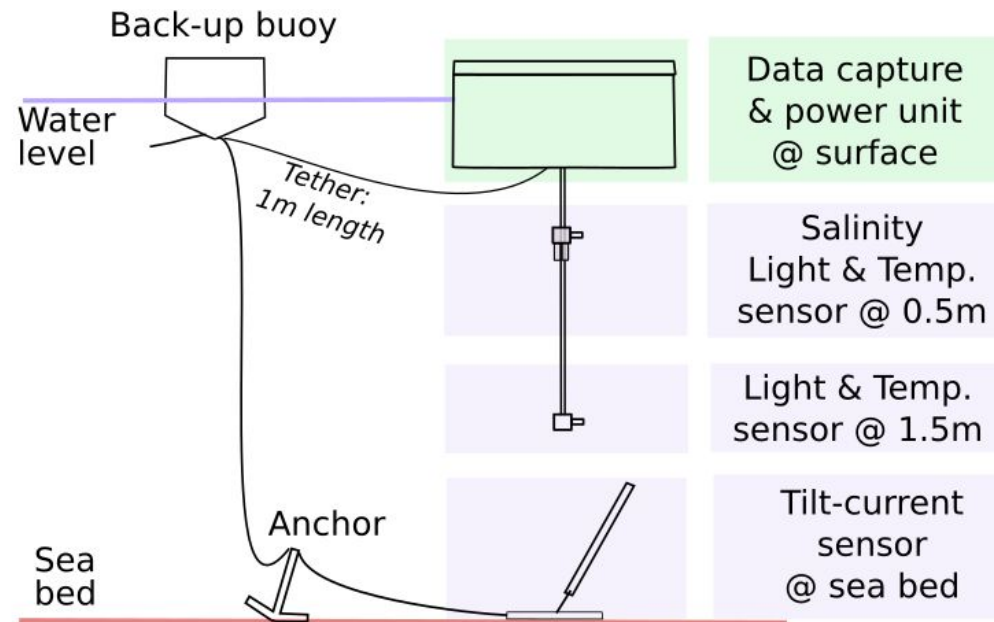 Back-up buoy
Water
level
Tether:
1m length
Data capture
& power unit
@ surface
Salinity
Light & Temp.
sensor @ 0.5m
Light & Temp.
sensor @ 1.5m
Anchor
Sea
bed
Tilt-current
sensor
@ sea bed